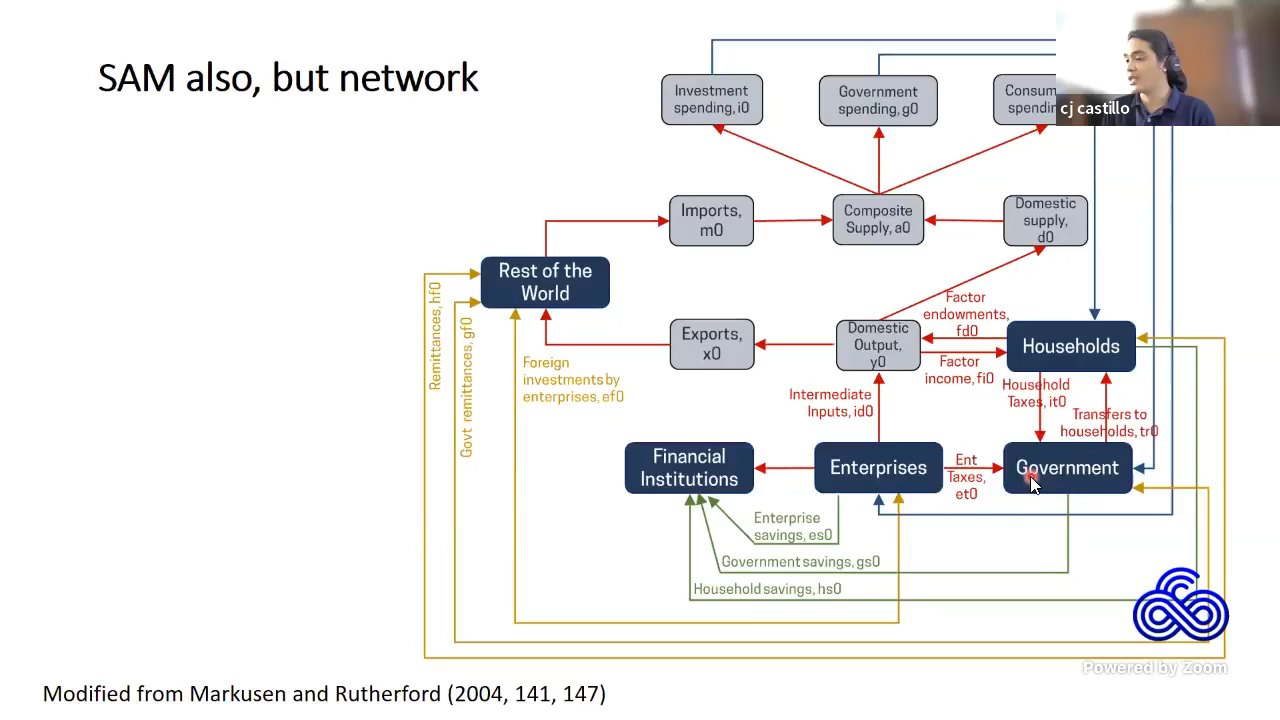 SAM also, but network
Investment
spending, i0
Government
spending, g0
cj castillo
Imports,
m0
Composite
Supply, a0
Domestic
supply,
d0
Rest of the
World
Exports,
x0
Domestic
Output,
y0
Factor
endowments,
fd0
Factor
income, fi0
Households
Remittances, hf0
Govt remittances, gf0
Foreign
investments by
enterprises, ef0
Intermediate
Inputs, id0
Household
Taxes, it0
Transfers to
households, tr0
Financial
Institutions
Enterprises
Ent
Taxes,
et0
Government
Enterprise
savings, es0
Government savings, gs0
Household savings, hs0
Powered by Zoom
Modified from Markusen and Rutherford (2004, 141, 147)